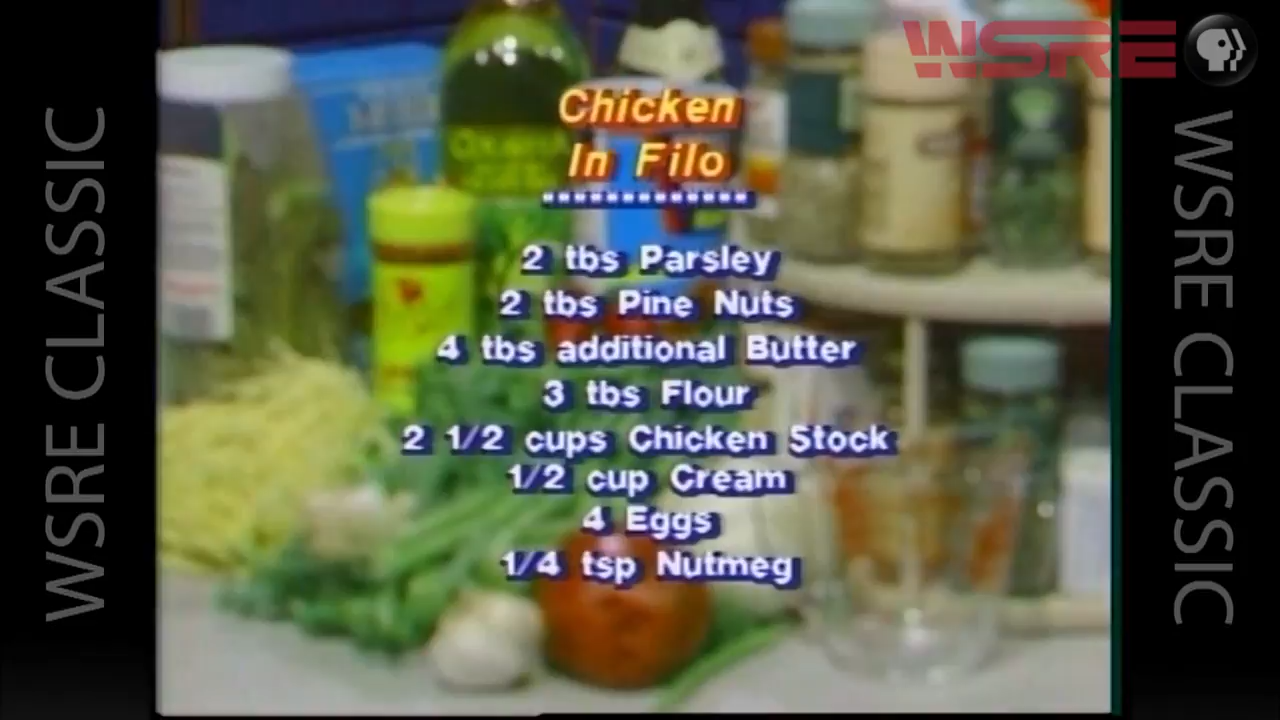 WSRE
WSRE CLASSIC
Chicken
In Filo
2 tbs Parsley
2 tbs Pine Nuts
4 tbs additional Butter
3 tbs Flour
2 1/2 cups Chicken Stock
1/2 cup Cream
4 Eggs
1/4 tsp Nutmeg
WSRE CLASSIC